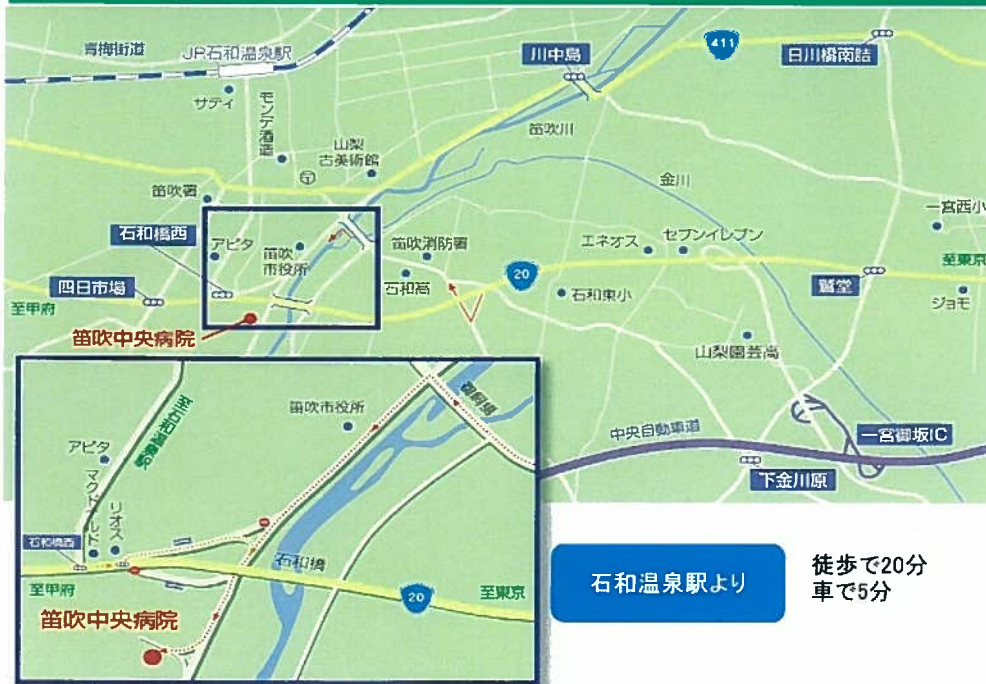 青梅街道
JR石和温泉駅
川中島
411
日川橋南詰
サティ
モンデ酒造
山梨
古美術館
笛吹川
金川
笛吹署
一宮西小
石和橋西
アピタ
笛吹
市役所
笛吹消防署
エネオス
セブンイレブン
至東京
四日市場
石和高
20
石和東小
鵞堂
至甲府
ジョモ
笛吹中央病院
山梨園芸高
中央自動車道
一宮御坂IC
下金川原
至石和温泉駅
笛吹市役所
鵜飼橋
アピタ
マクドナルド
リオス
石和橋西
石和橋
至甲府
20
至東京
笛吹中央病院
石和温泉駅より
徒歩で20分
車で5分